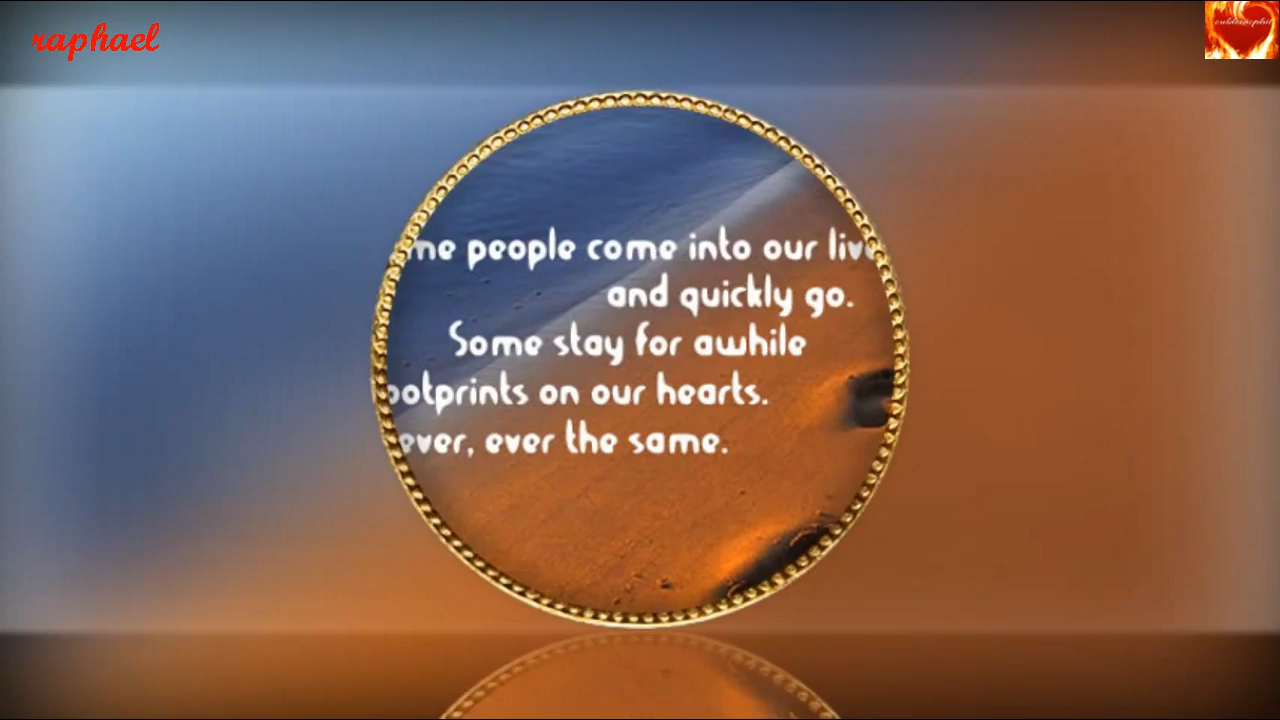 raphael
me people come into our live
and quickly go.
Some stay for awhile
ootprints on our hearts.
ever, ever the same.